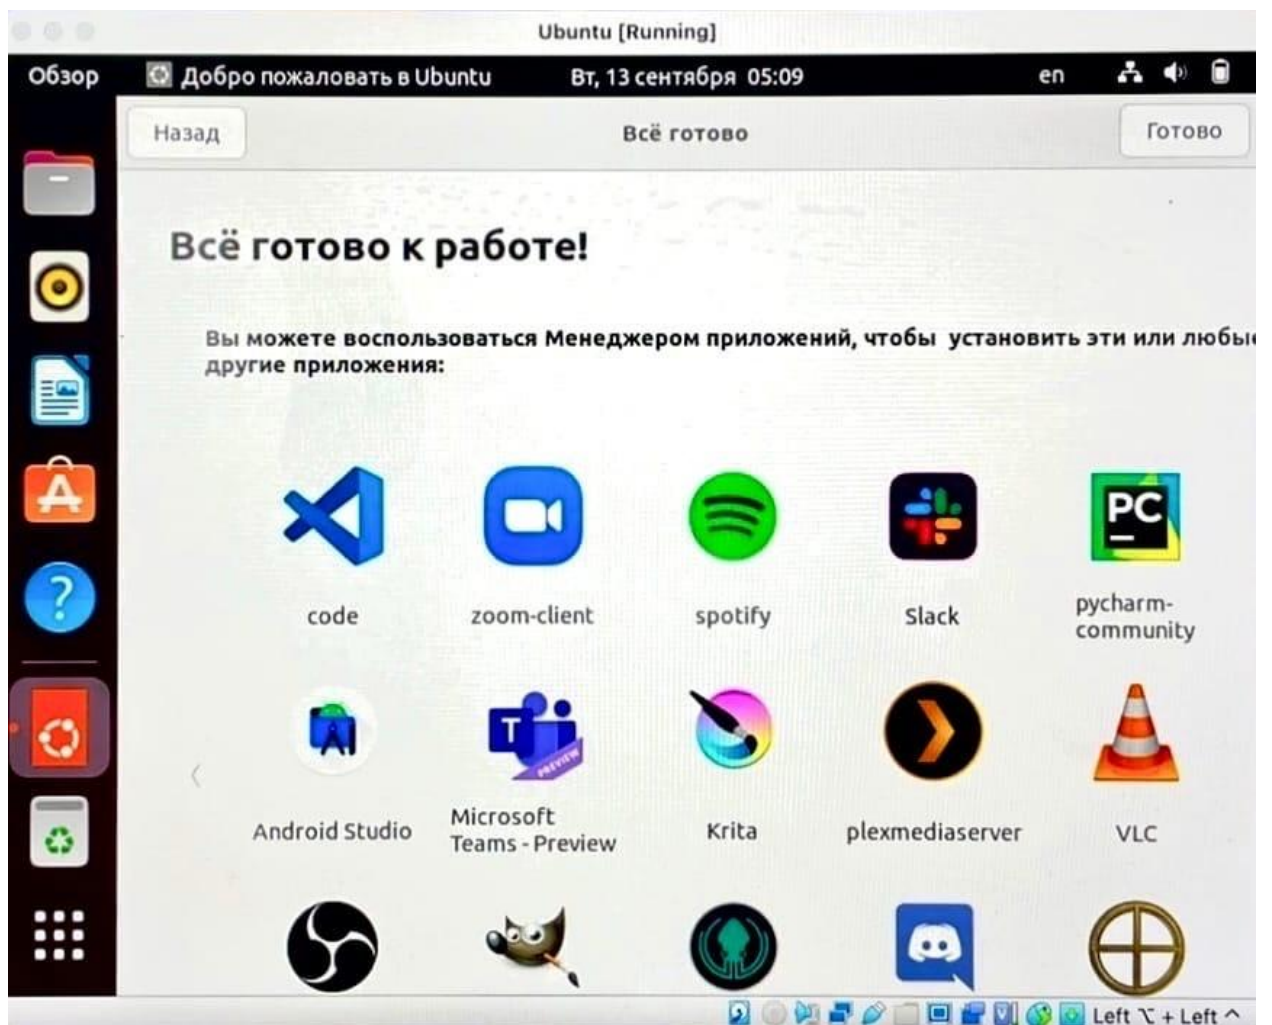 Ubuntu [Running]
Обзор Добро пожаловать в Ubuntu Вт, 13 сентября 05:09 en
Назад Всё готово Готово
Всё готово к работе!
Вы можете воспользоваться Менеджером приложений, чтобы установить эти или любые
другие приложения:
PC
code zoom-client spotify Slack pycharm-
community
T
PREVIEW
Android Studio Microsoft
Teams - Preview Krita plexmediaserver VLC
Left ⌥ + Left ^